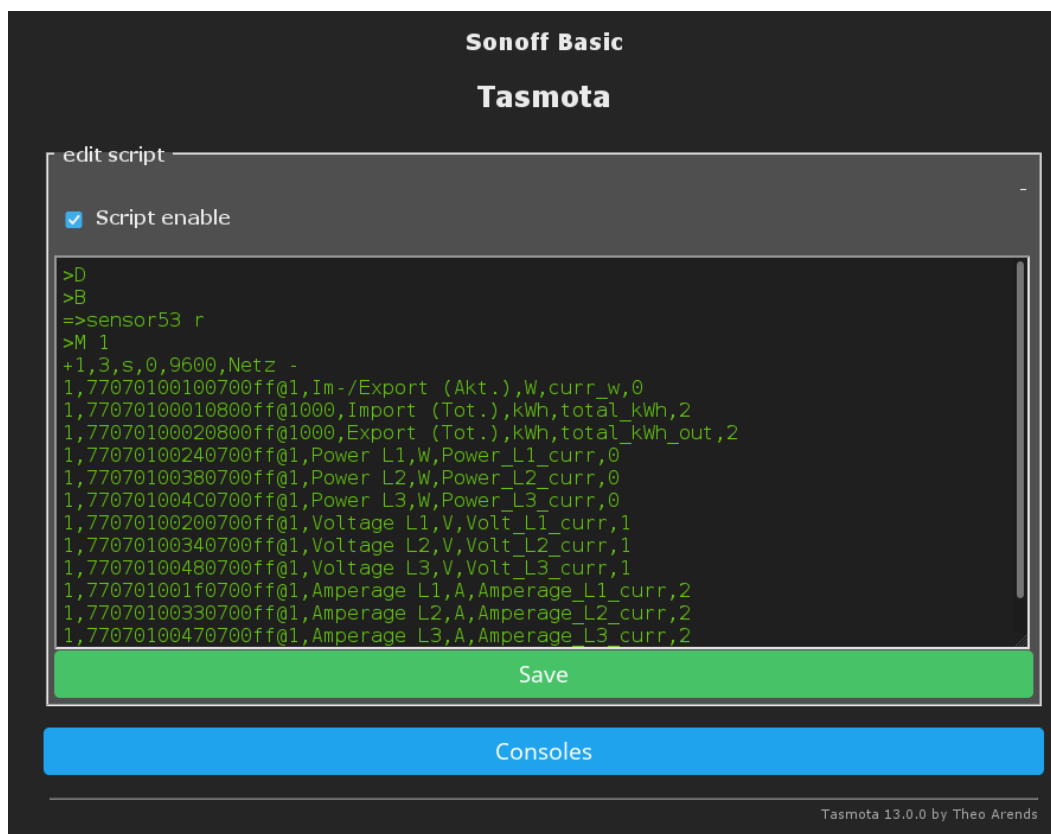 Sonoff Basic
Tasmota
edit script
-
Script enable
>D
>B
=>sensor53 r
>M 1
+1,3,s,0,9600,Netz -
1,77070100100700ff@1,Im-/Export (Akt.),W,curr_w,0
1,77070100010800ff@1000,Import (Tot.),kWh,total_kWh,2
1,77070100020800ff@1000,Export (Tot.),kWh,total_kWh_out,2
1,77070100240700ff@1,Power L1,W,Power_L1_curr,0
1,77070100380700ff@1,Power L2,W,Power_L2_curr,0
1,770701004C0700ff@1,Power L3,W,Power_L3_curr,0
1,77070100200700ff@1,Voltage L1,V,Volt_L1_curr,1
1,77070100340700ff@1,Voltage L2,V,Volt_L2_curr,1
1,77070100480700ff@1,Voltage L3,V,Volt_L3_curr,1
1,770701001f0700ff@1,Amperage L1,A,Amperage_L1_curr,2
1,77070100330700ff@1,Amperage L2,A,Amperage_L2_curr,2
1,77070100470700ff@1,Amperage L3,A,Amperage_L3_curr,2
Save
Consoles
Tasmota 13.0.0 by Theo Arends